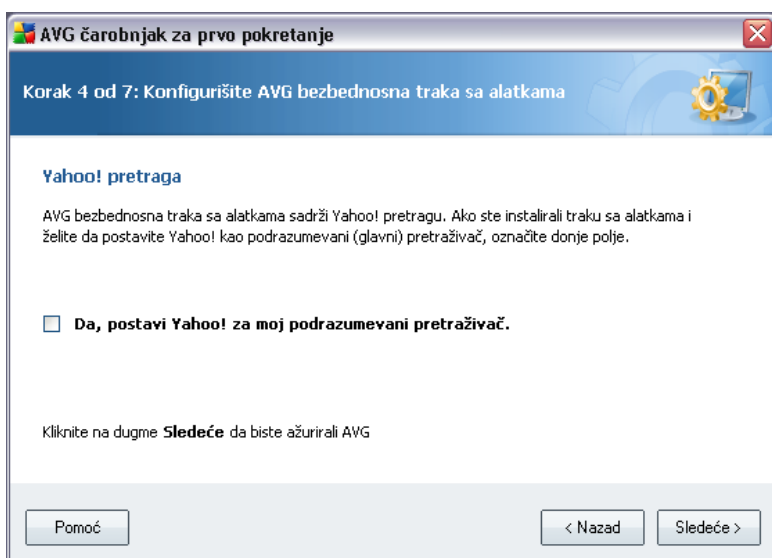 AVG čarobnjak za prvo pokretanje
Korak 4 od 7: Konfigurišite AVG bezbednosna traka sa alatkama
Yahoo! pretraga
AVG bezbednosna traka sa alatkama sadrži Yahoo! pretragu. Ako ste instalirali traku sa alatkama i
želite da postavite Yahoo! kao podrazumevani (glavni) pretraživač, označite donje polje.
Da, postavi Yahoo! za moj podrazumevani pretraživač.
Kliknite na dugme Sledeće da biste ažurirali AVG
Pomoć
< Nazad
Sledeće >